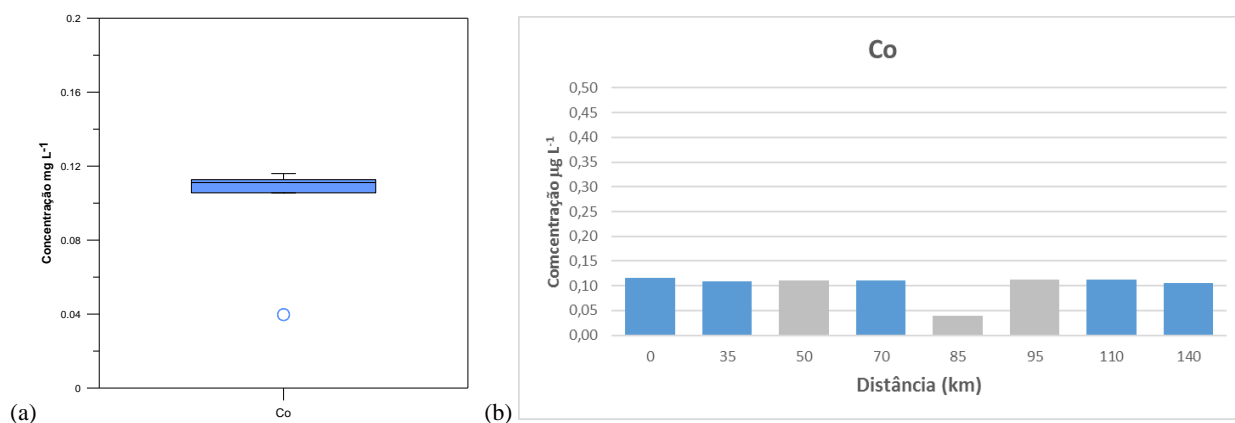 0.2
0.16
0.12
0.08
0.04
0
Concentração mg L-1
Co
(a)
Co
0,50
0,45
0,40
0,35
0,30
0,25
0,20
0,15
0,10
0,05
0,00
Comcentração µg L-1
0 35 50 70 85 95 110 140
Distância (km)
(b)